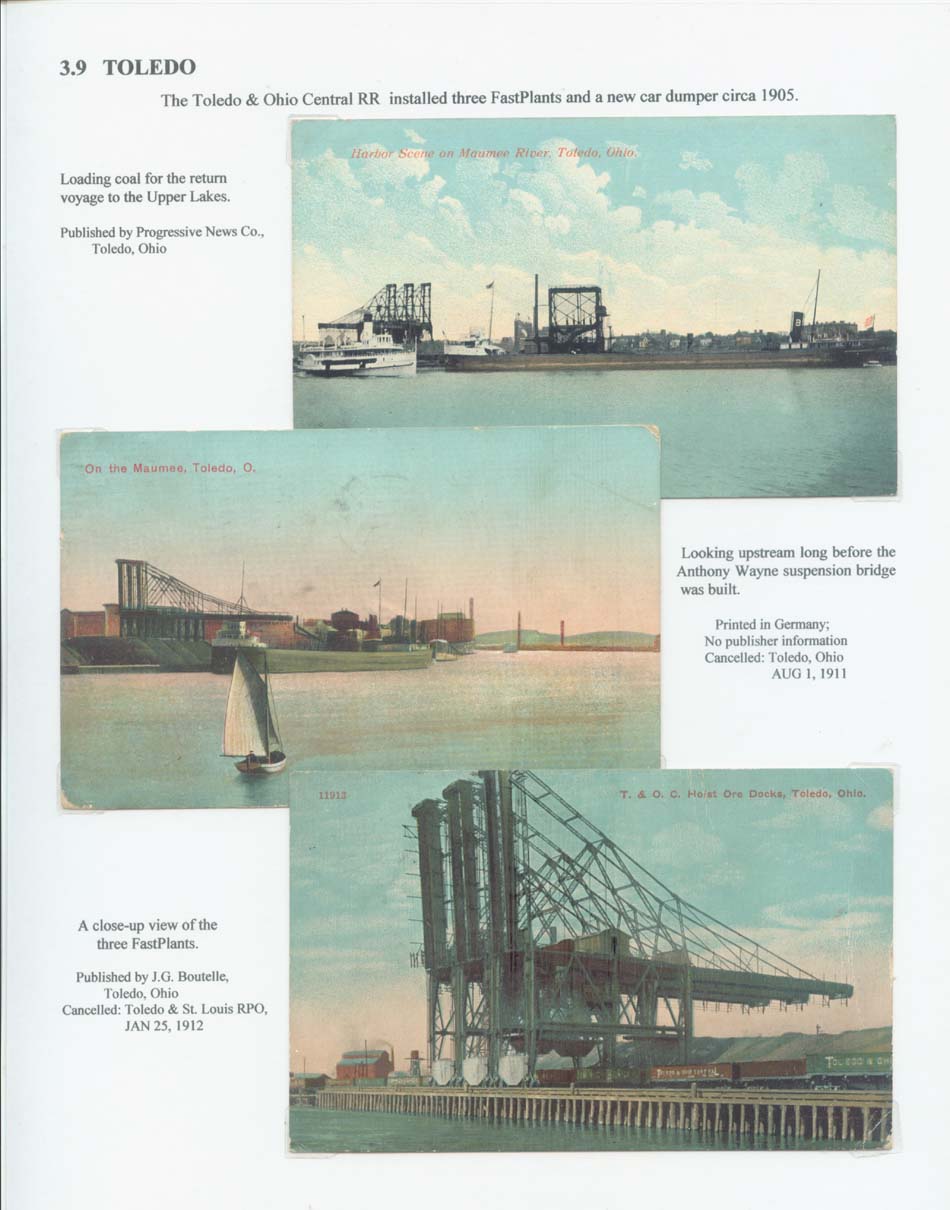 3.9 TOLEDO
The Toledo & Ohio Central RR installed three FastPlants and a new car dumper circa 1905.
Harbor Scene on Maumee River, Toledo, Ohio.
Loading coal for the return
voyage to the Upper Lakes.
Published by Progressive News Co.,
Toledo, Ohio
On the Maumee, Toledo, O.
Looking upstream long before the
Anthony Wayne suspension bridge
was built.
Printed in Germany;
No publisher information
Cancelled: Toledo, Ohio
AUG 1, 1911
11913
T. & O. C. Hoist Ore Docks, Toledo, Ohio.
A close-up view of the
three FastPlants.
Published by J.G. Boutelle,
Toledo, Ohio
Cancelled: Toledo & St. Louis RPO,
JAN 25, 1912
TOLEDO & OHIO CENTRAL
TOLEDO & OH